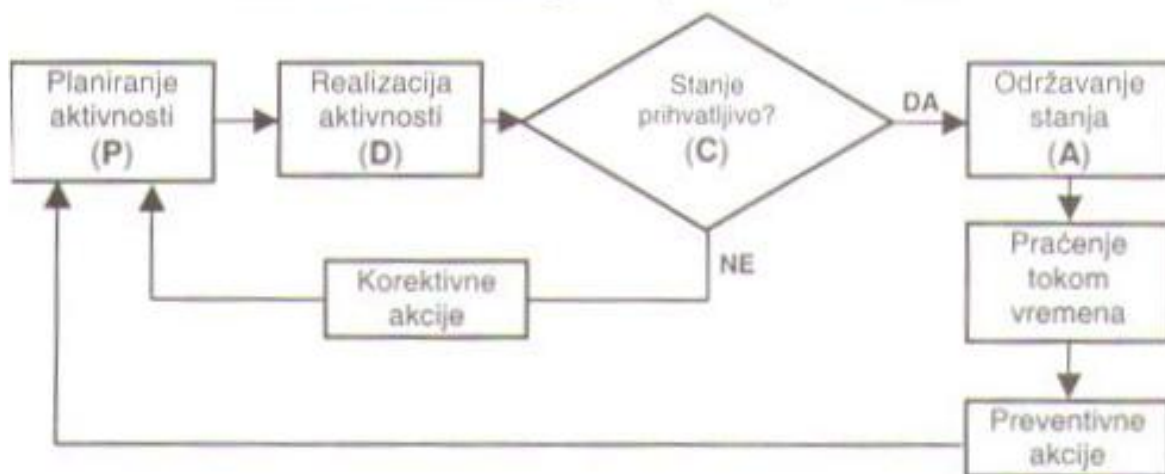 Planiranje
aktivnosti
(P)
Realizacija
aktivnosti
(D)
Stanje
prihvatljivo?
(C)
DA
Održavanje
stanja
(A)
NE
Korektivne
akcije
Praćenje
tokom
vremena
Preventivne
akcije